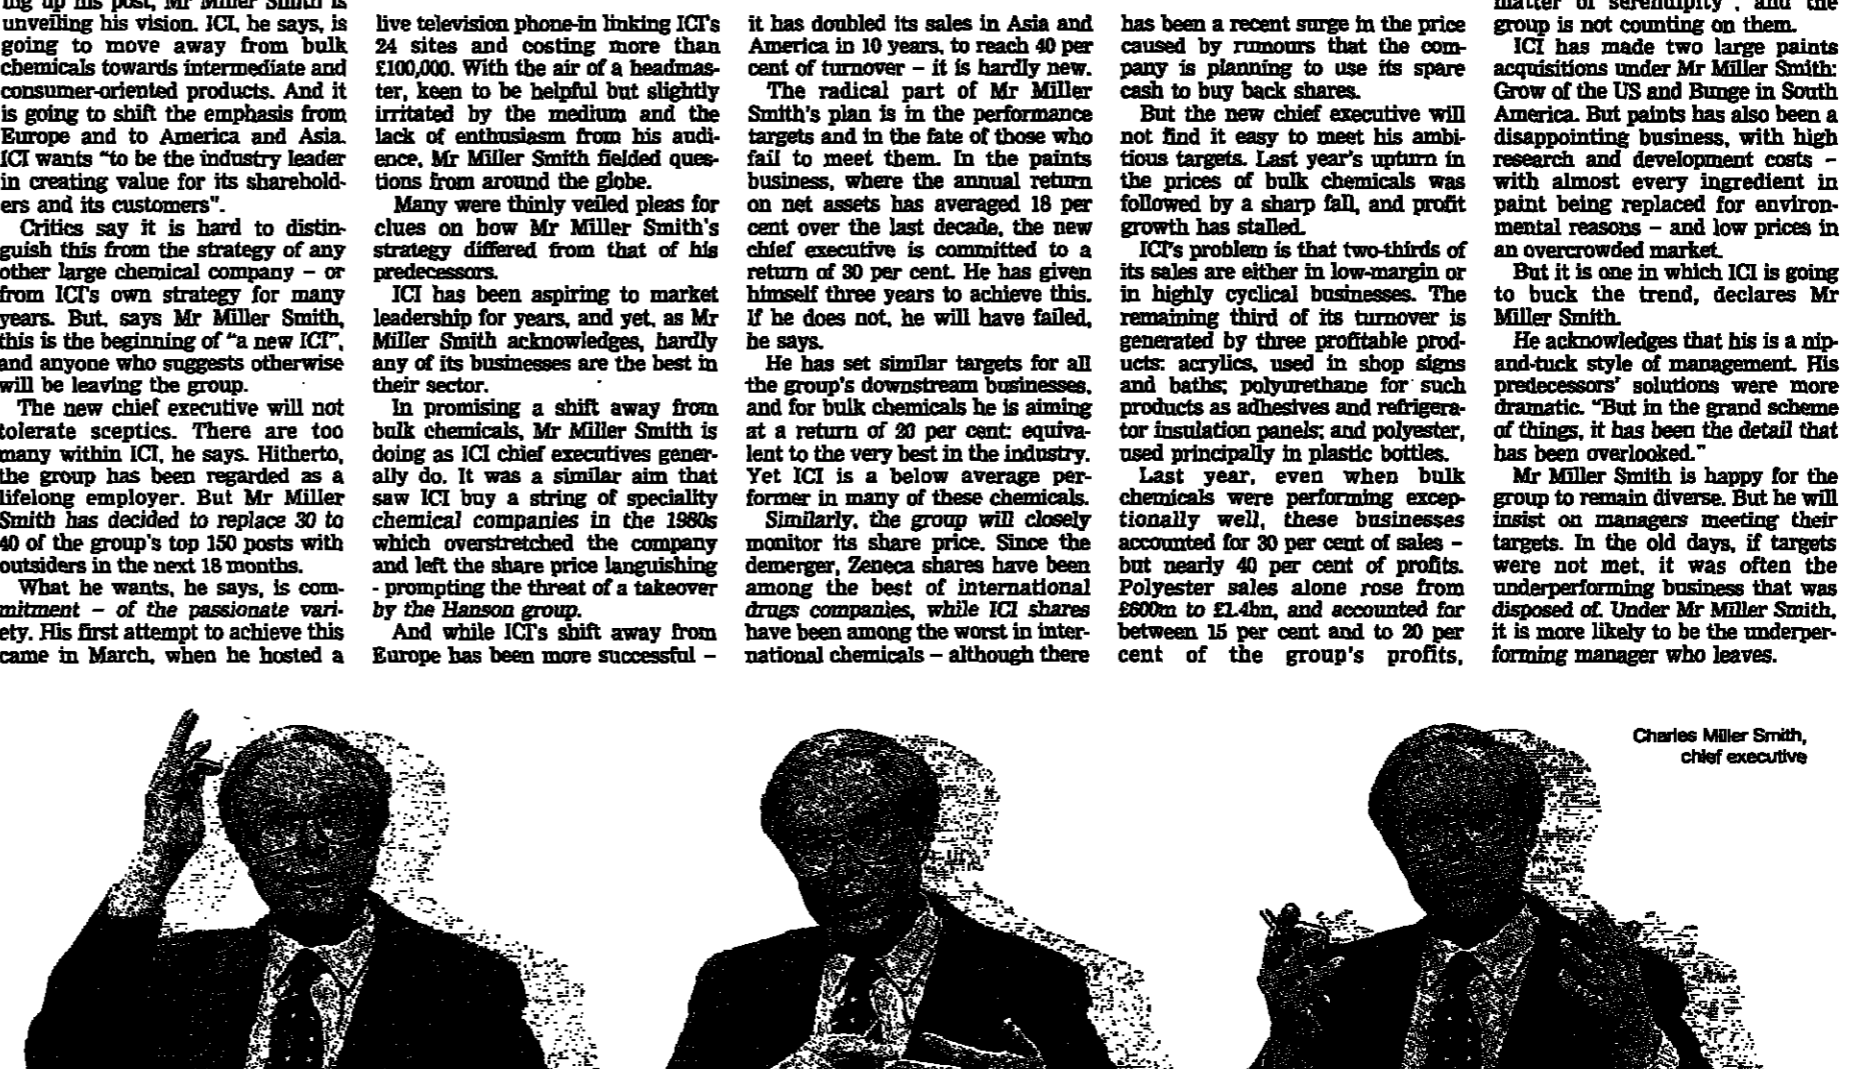 ing up his post, Mr Miller Smith is
unveiling his vision. ICI, he says, is
going to move away from bulk
chemicals towards intermediate and
consumer-oriented products. And it
is going to shift the emphasis from
Europe and to America and Asia.
ICI wants "to be the industry leader
in creating value for its sharehold-
ers and its customers".
Critics say it is hard to distin-
guish this from the strategy of any
other large chemical company – or
from ICI's own strategy for many
years. But, says Mr Miller Smith,
this is the beginning of "a new ICI",
and anyone who suggests otherwise
will be leaving the group.
The new chief executive will not
tolerate sceptics. There are too
many within ICI, he says. Hitherto,
the group has been regarded as a
lifelong employer. But Mr Miller
Smith has decided to replace 30 to
40 of the group's top 150 posts with
outsiders in the next 18 months.
What he wants, he says, is com-
mitment – of the passionate vari-
ety. His first attempt to achieve this
came in March, when he hosted a
live television phone-in linking ICI's
24 sites and costing more than
£100,000. With the air of a headmas-
ter, keen to be helpful but slightly
irritated by the medium and the
lack of enthusiasm from his audi-
ence, Mr Miller Smith fielded ques-
tions from around the globe.
Many were thinly veiled pleas for
clues on how Mr Miller Smith's
strategy differed from that of his
predecessors.
ICI has been aspiring to market
leadership for years, and yet, as Mr
Miller Smith acknowledges, hardly
any of its businesses are the best in
their sector.
In promising a shift away from
bulk chemicals, Mr Miller Smith is
doing as ICI chief executives gener-
ally do. It was a similar aim that
saw ICI buy a string of speciality
chemical companies in the 1980s
which overstretched the company
and left the share price languishing
- prompting the threat of a takeover
by the Hanson group.
And while ICI's shift away from
Europe has been more successful –
it has doubled its sales in Asia and
America in 10 years, to reach 40 per
cent of turnover – it is hardly new.
The radical part of Mr Miller
Smith's plan is in the performance
targets and in the fate of those who
fail to meet them. In the paints
business, where the annual return
on net assets has averaged 18 per
cent over the last decade, the new
chief executive is committed to a
return of 30 per cent. He has given
himself three years to achieve this.
If he does not, he will have failed,
he says.
He has set similar targets for all
the group's downstream businesses,
and for bulk chemicals he is aiming
at a return of 20 per cent: equiva-
lent to the very best in the industry.
Yet ICI is a below average per-
former in many of these chemicals.
Similarly, the group will closely
monitor its share price. Since the
demerger, Zeneca shares have been
among the best of international
drugs companies, while ICI shares
have been among the worst in inter-
national chemicals – although there
has been a recent surge in the price
caused by rumours that the com-
pany is planning to use its spare
cash to buy back shares.
But the new chief executive will
not find it easy to meet his ambi-
tious targets. Last year's upturn in
the prices of bulk chemicals was
followed by a sharp fall, and profit
growth has stalled.
ICI's problem is that two-thirds of
its sales are either in low-margin or
in highly cyclical businesses. The
remaining third of its turnover is
generated by three profitable prod-
ucts: acrylics, used in shop signs
and baths; polyurethane for such
products as adhesives and refrigera-
tor insulation panels; and polyester,
used principally in plastic bottles.
Last year, even when bulk
chemicals were performing excep-
tionally well, these businesses
accounted for 30 per cent of sales –
but nearly 40 per cent of profits.
Polyester sales alone rose from
£600m to £1.4bn, and accounted for
between 15 per cent and to 20 per
cent of the group's profits,
matter of serendipity", and the
group is not counting on them.
ICI has made two large paints
acquisitions under Mr Miller Smith:
Grow of the US and Bunge in South
America. But paints has also been a
disappointing business, with high
research and development costs –
with almost every ingredient in
paint being replaced for environ-
mental reasons – and low prices in
an overcrowded market.
But it is one in which ICI is going
to buck the trend, declares Mr
Miller Smith.
He acknowledges that his is a nip-
and-tuck style of management. His
predecessors' solutions were more
dramatic. "But in the grand scheme
of things, it has been the detail that
has been overlooked."
Mr Miller Smith is happy for the
group to remain diverse. But he will
insist on managers meeting their
targets. In the old days, if targets
were not met, it was often the
underperforming business that was
disposed of. Under Mr Miller Smith,
it is more likely to be the underper-
forming manager who leaves.
Charles Miller Smith,
chief executive